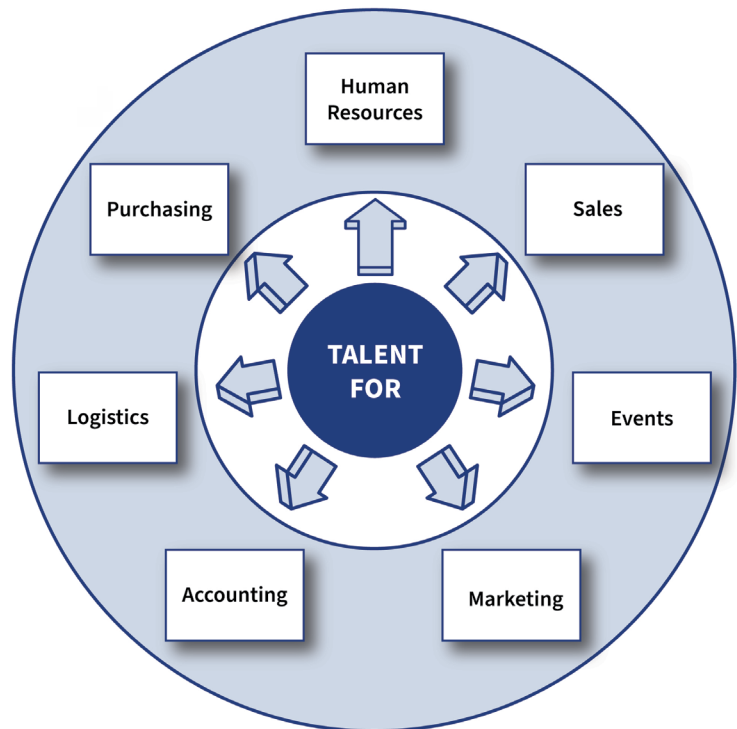 Human
Resources
Purchasing
Sales
TALENT
FOR
Logistics
Events
Accounting
Marketing